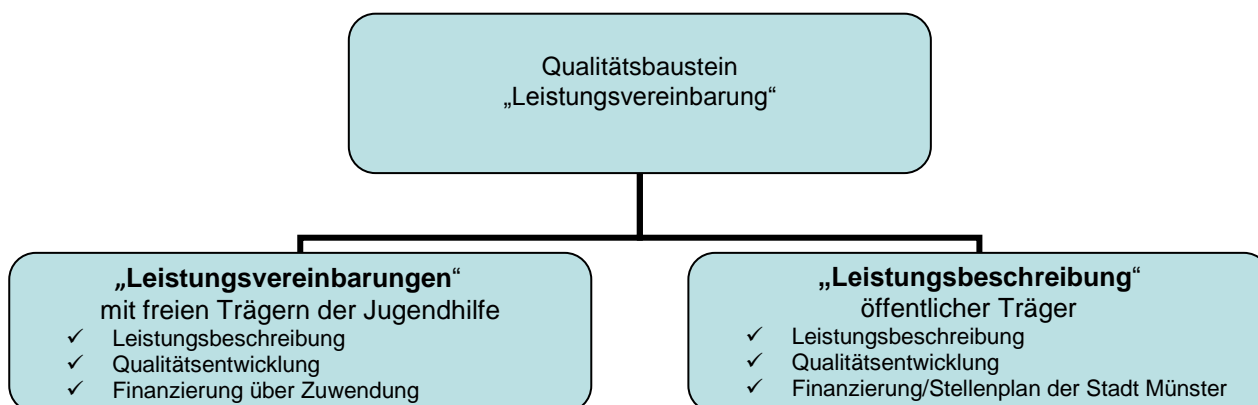 Qualitätsbaustein
„Leistungsvereinbarung“
„Leistungsvereinbarungen“
mit freien Trägern der Jugendhilfe
✓ Leistungsbeschreibung
✓ Qualitätsentwicklung
✓ Finanzierung über Zuwendung
„Leistungsbeschreibung“
öffentlicher Träger
✓ Leistungsbeschreibung
✓ Qualitätsentwicklung
✓ Finanzierung/Stellenplan der Stadt Münster